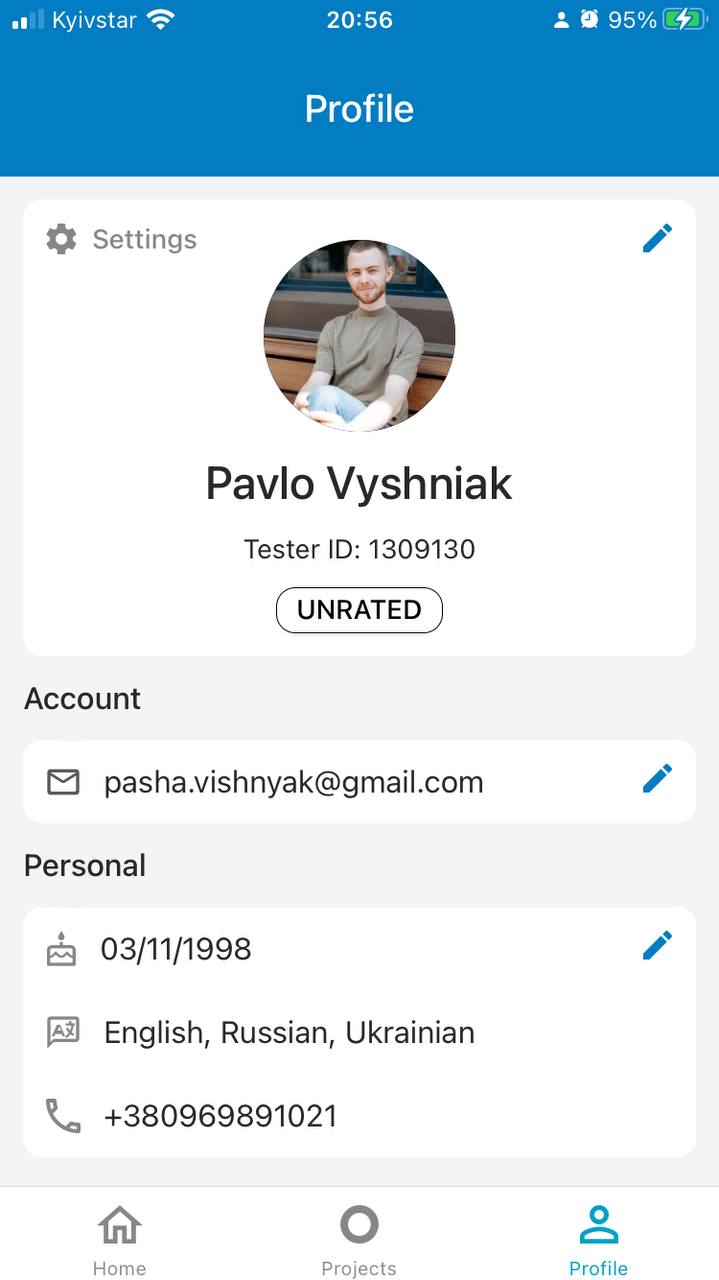 Kyivstar 20:56 95%
Profile
Settings
Pavlo Vyshniak
Tester ID: 1309130
UNRATED
Account
pasha.vishnyak@gmail.com
Personal
03/11/1998
English, Russian, Ukrainian
+380969891021
Home Projects Profile